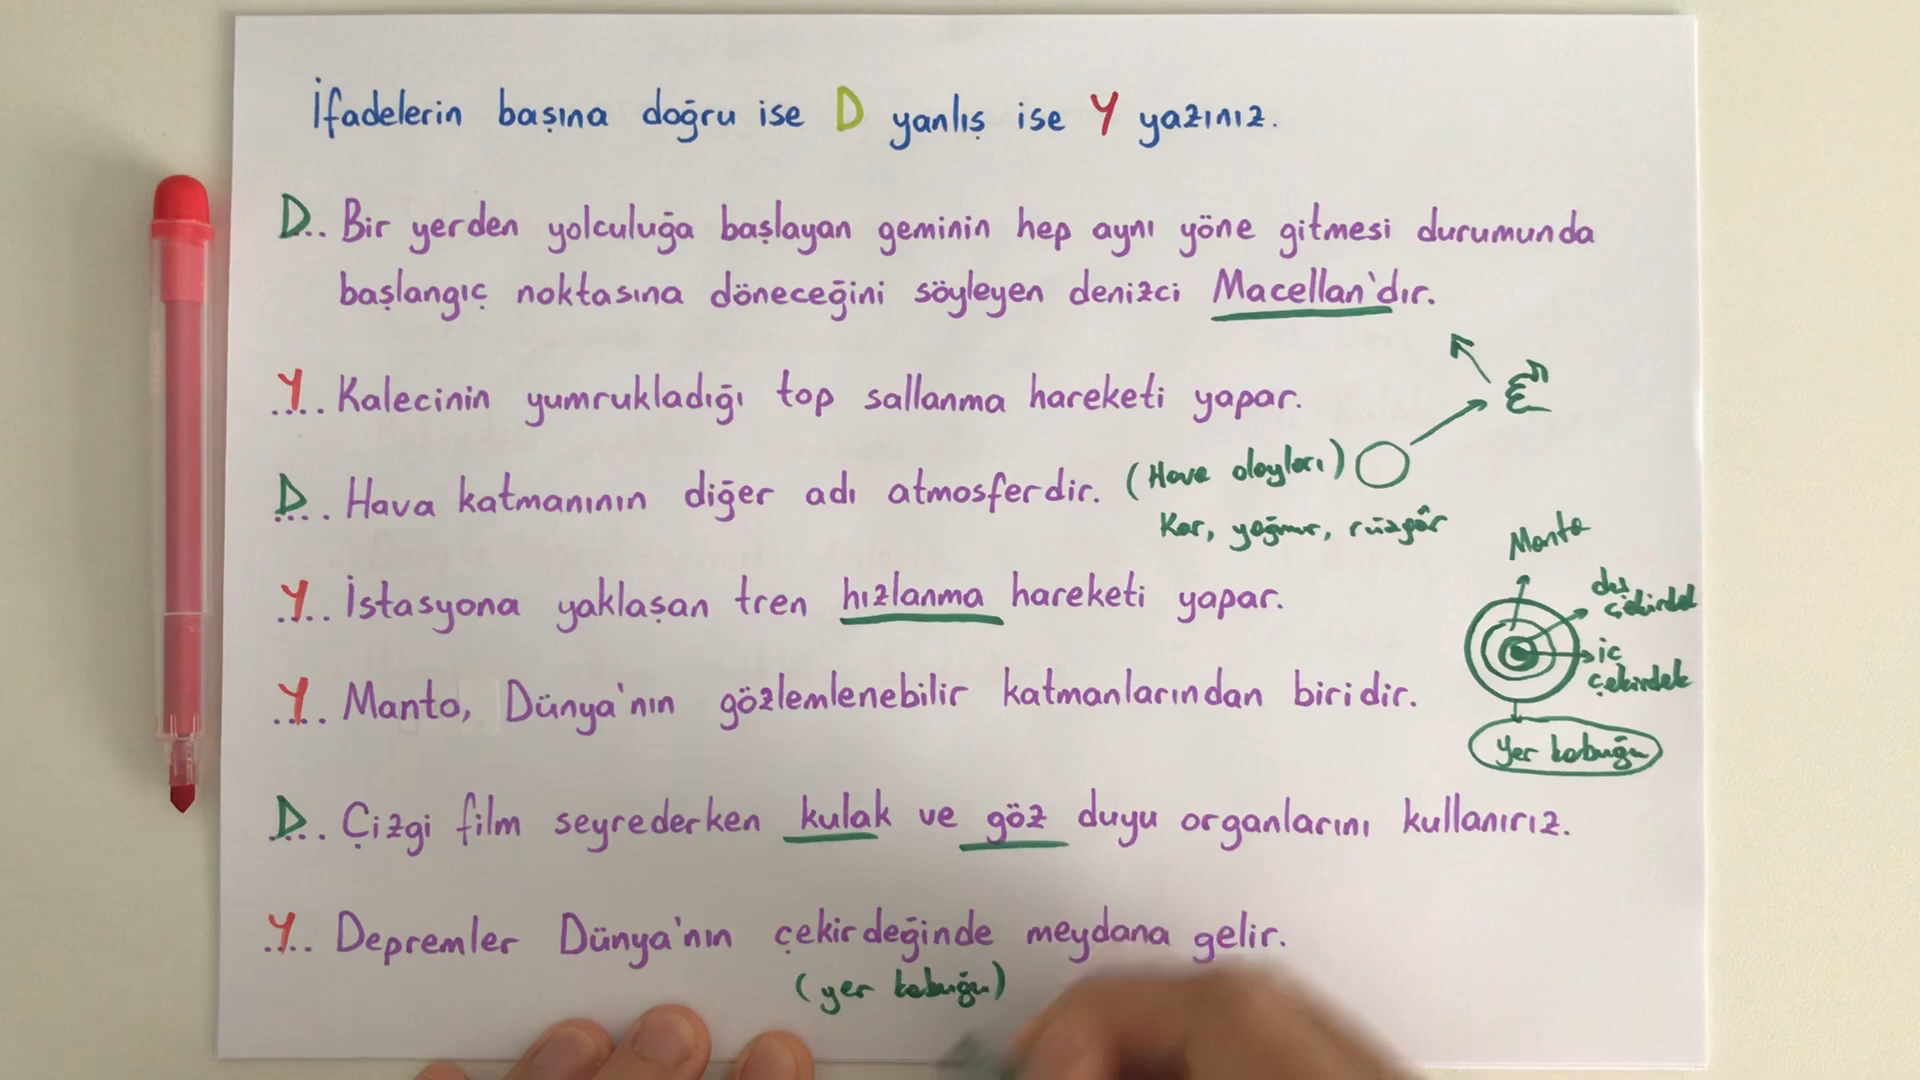 İfadelerin başına doğru ise D yanlış ise Y yazınız.
D.. Bir yerden yolculuğa başlayan geminin hep aynı yöne gitmesi durumunda
başlangıç noktasına döneceğini söyleyen denizci Macellan'dır.
Y Kalecinin yumrukladığı top sallanma hareketi yapar.
D Hava katmanının diğer adı atmosferdir. (Hava olayları)
Kar, yağmur, rüzgâr
Manto
dış çekirdek
Y İstasyona yaklaşan tren hızlanma hareketi yapar.
iç çekirdek
Y Manto, Dünya'nın gözlemlenebilir katmanlarından biridir.
yer kabuğu
D Çizgi film seyrederken kulak ve göz duyu organlarını kullanırız.
Y Depremler Dünya'nın çekirdeğinde meydana gelir.
(yer kabuğu)